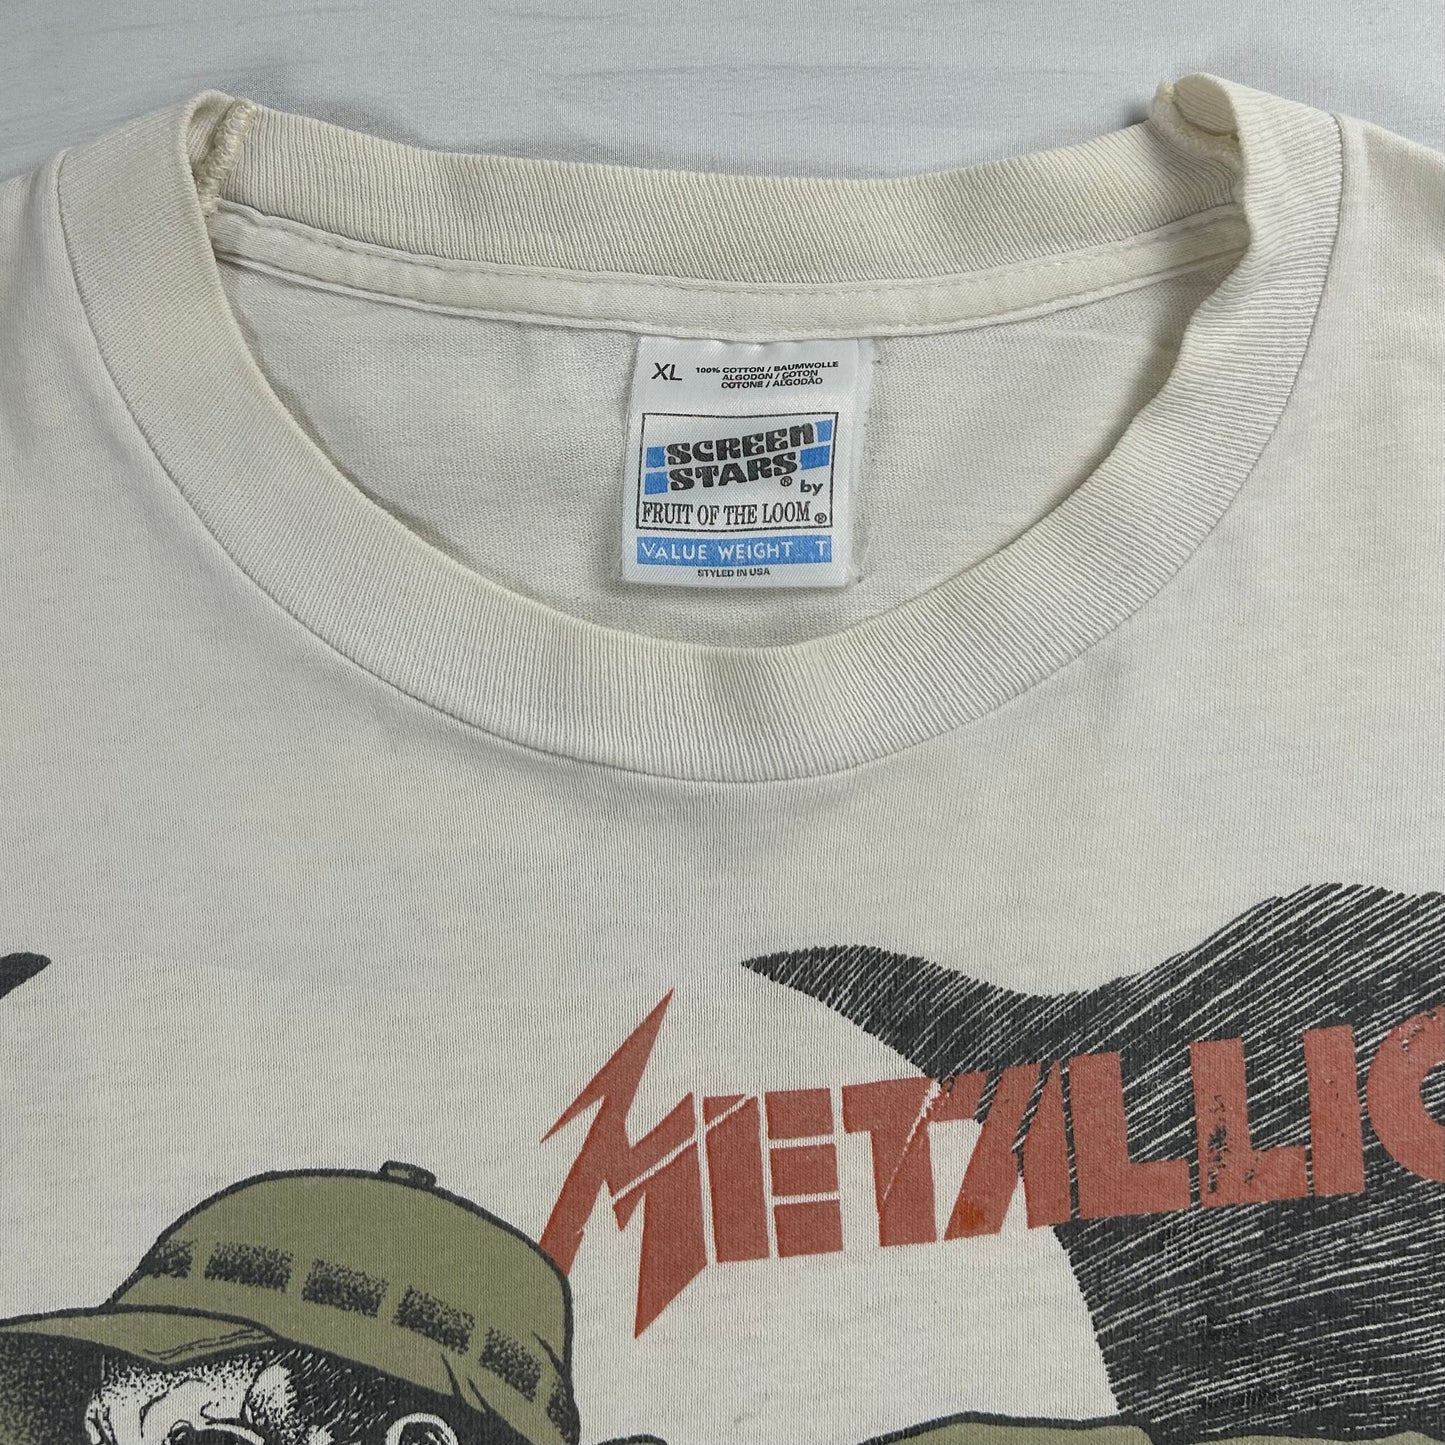 XL
100% COTTON / BAUMWOLLE
ALGODON / COTON
COTONE / ALGODÃO
SCREEN
STARS®
by
FRUIT OF THE LOOM®
VALUE WEIGHT T
STYLED IN USA
METALLIC